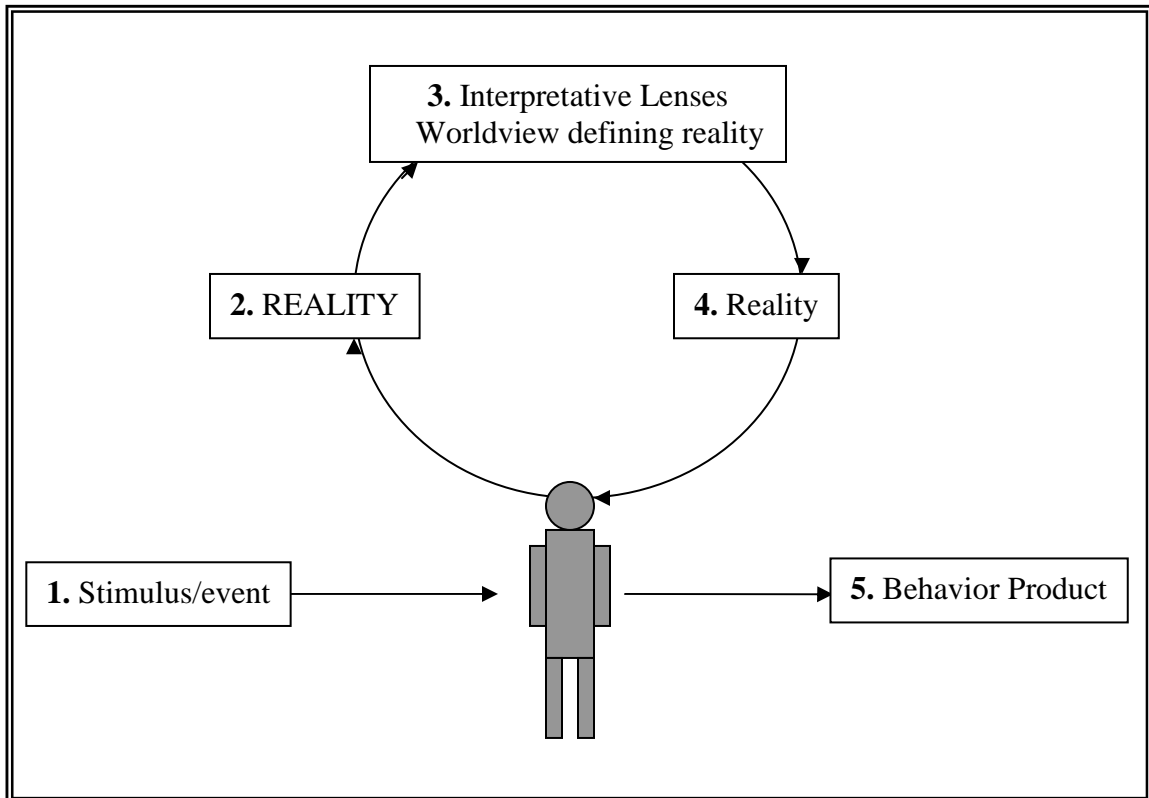 3. Interpretative Lenses
Worldview defining reality
2. REALITY
4. Reality
1. Stimulus/event
5. Behavior Product